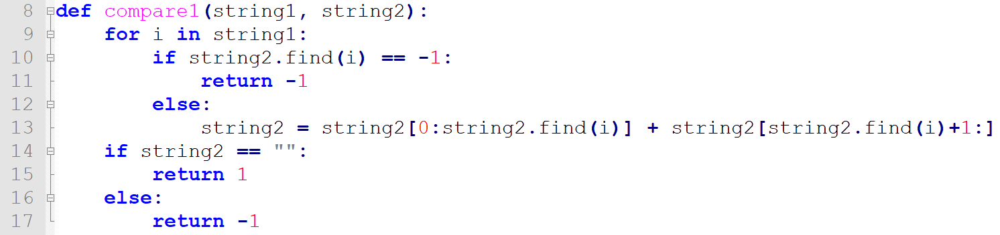 8 def compare1(string1, string2):
9     for i in string1:
10         if string2.find(i) == -1:
11             return -1
12         else:
13             string2 = string2[0:string2.find(i)] + string2[string2.find(i)+1:]
14     if string2 == "":
15         return 1
16     else:
17         return -1